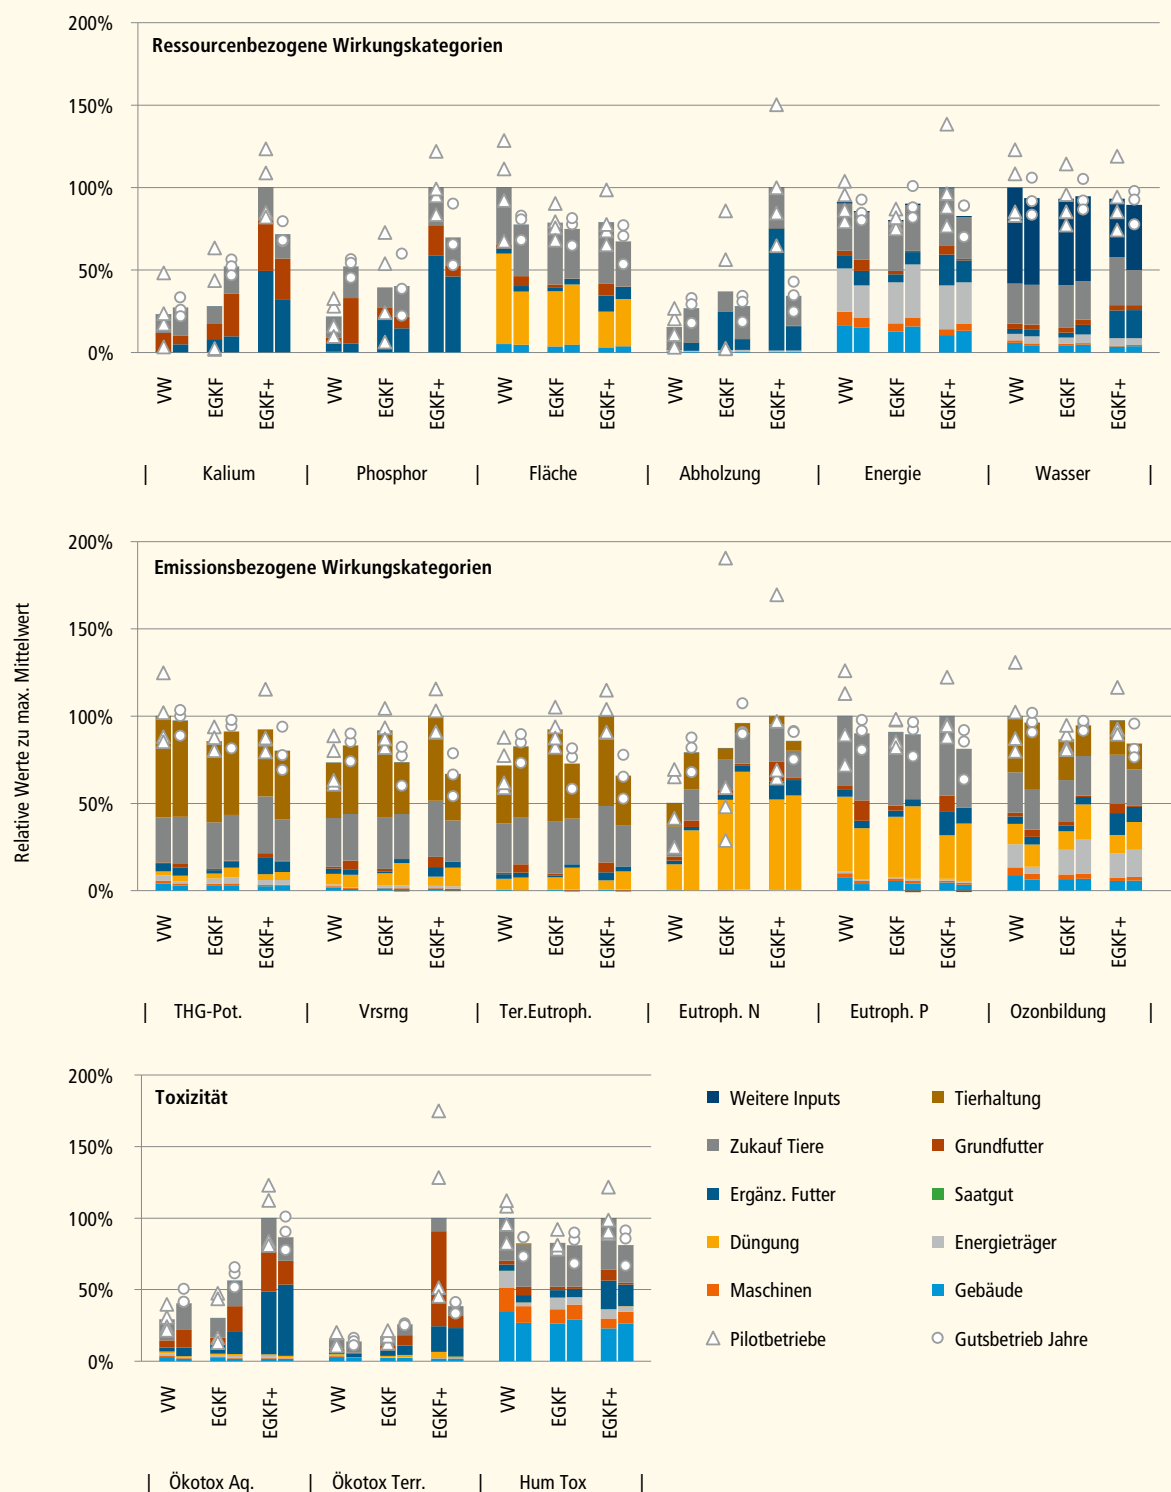 200%
Ressourcenbezogene Wirkungskategorien
150%
100%
50%
0%
VW EGKF EGKF+ VW EGKF EGKF+ VW EGKF EGKF+ VW EGKF EGKF+ VW EGKF EGKF+ VW EGKF EGKF+
| Kalium | Phosphor | Fläche | Abholzung | Energie | Wasser |
Relative Werte zu max. Mittelwert
200%
Emissionsbezogene Wirkungskategorien
150%
100%
50%
0%
VW EGKF EGKF+ VW EGKF EGKF+ VW EGKF EGKF+ VW EGKF EGKF+ VW EGKF EGKF+ VW EGKF EGKF+
| THG-Pot. | Vrsrng | Ter.Eutroph. | Eutroph. N | Eutroph. P | Ozonbildung |
200%
Toxizität
150%
100%
50%
0%
VW EGKF EGKF+ VW EGKF EGKF+ VW EGKF EGKF+
| Ökotox Aq. | Ökotox Terr. | Hum Tox |
Weitere Inputs
Tierhaltung
Zukauf Tiere
Grundfutter
Ergänz. Futter
Saatgut
Düngung
Energieträger
Maschinen
Gebäude
Pilotbetriebe
Gutsbetrieb Jahre